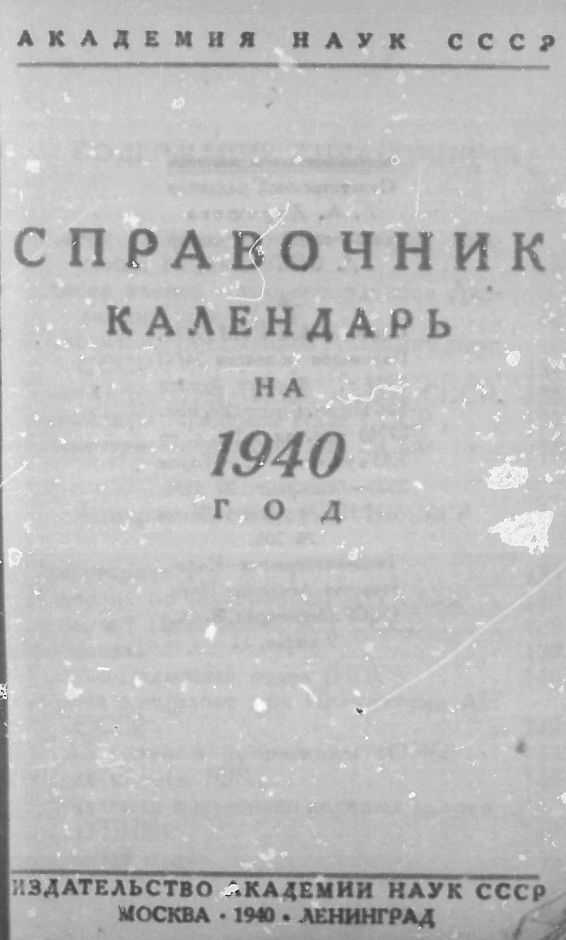 АКАДЕМИЯ НАУК СССР
СПРАВОЧНИК
КАЛЕНДАРЬ
НА
1940
ГОД
ИЗДАТЕЛЬСТВО АКАДЕМИИ НАУК СССР
МОСКВА · 1940 · ЛЕНИНГРАД